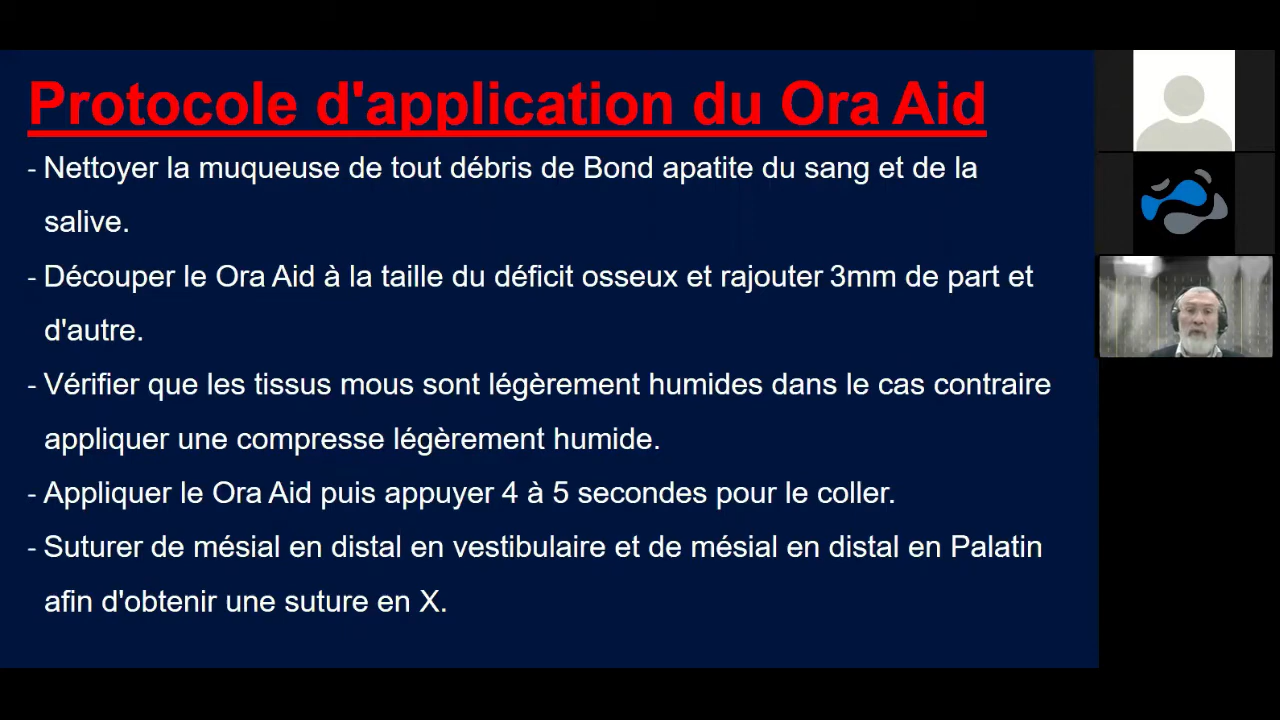 Protocole d'application du Ora Aid
- Nettoyer la muqueuse de tout débris de Bond apatite du sang et de la
salive.
- Découper le Ora Aid à la taille du déficit osseux et rajouter 3mm de part et
d'autre.
- Vérifier que les tissus mous sont légèrement humides dans le cas contraire
appliquer une compresse légèrement humide.
- Appliquer le Ora Aid puis appuyer 4 à 5 secondes pour le coller.
- Suturer de mésial en distal en vestibulaire et de mésial en distal en Palatin
afin d'obtenir une suture en X.